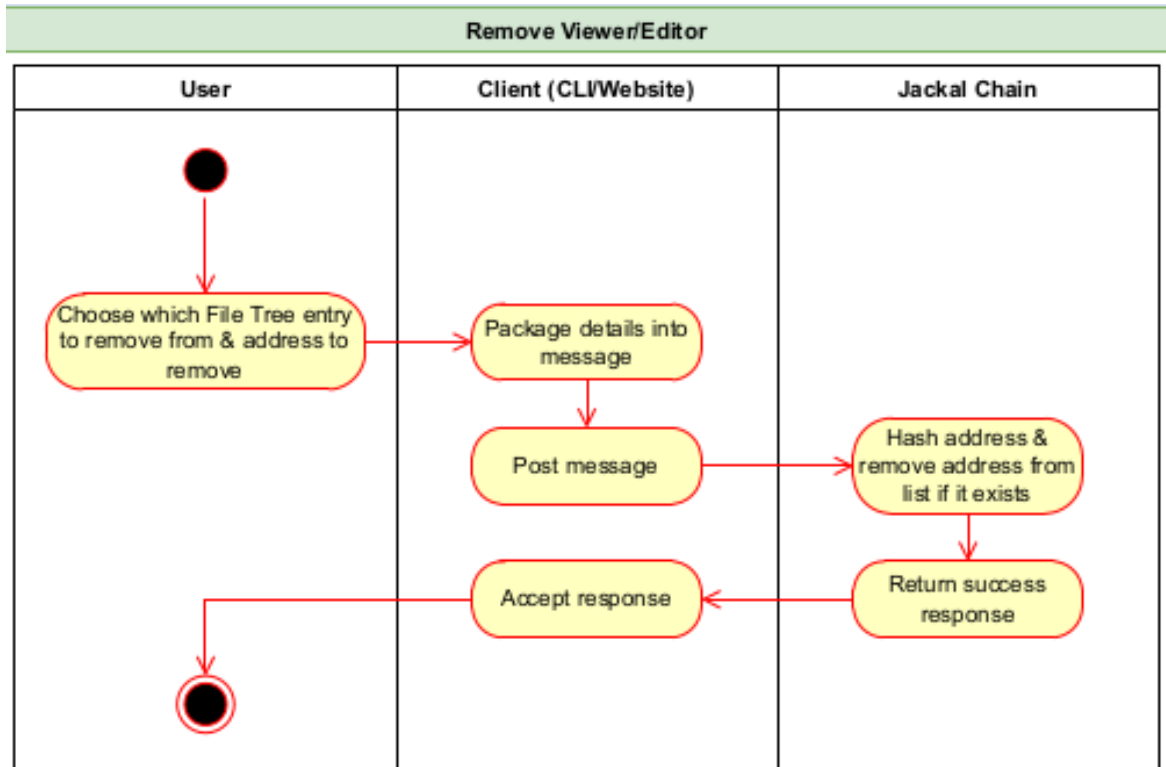 Remove Viewer/Editor
User
Client (CLI/Website)
Jackal Chain
Choose which File Tree entry
to remove from & address to
remove
Package details into
message
Post message
Hash address &
remove address from
list if it exists
Return success
response
Accept response